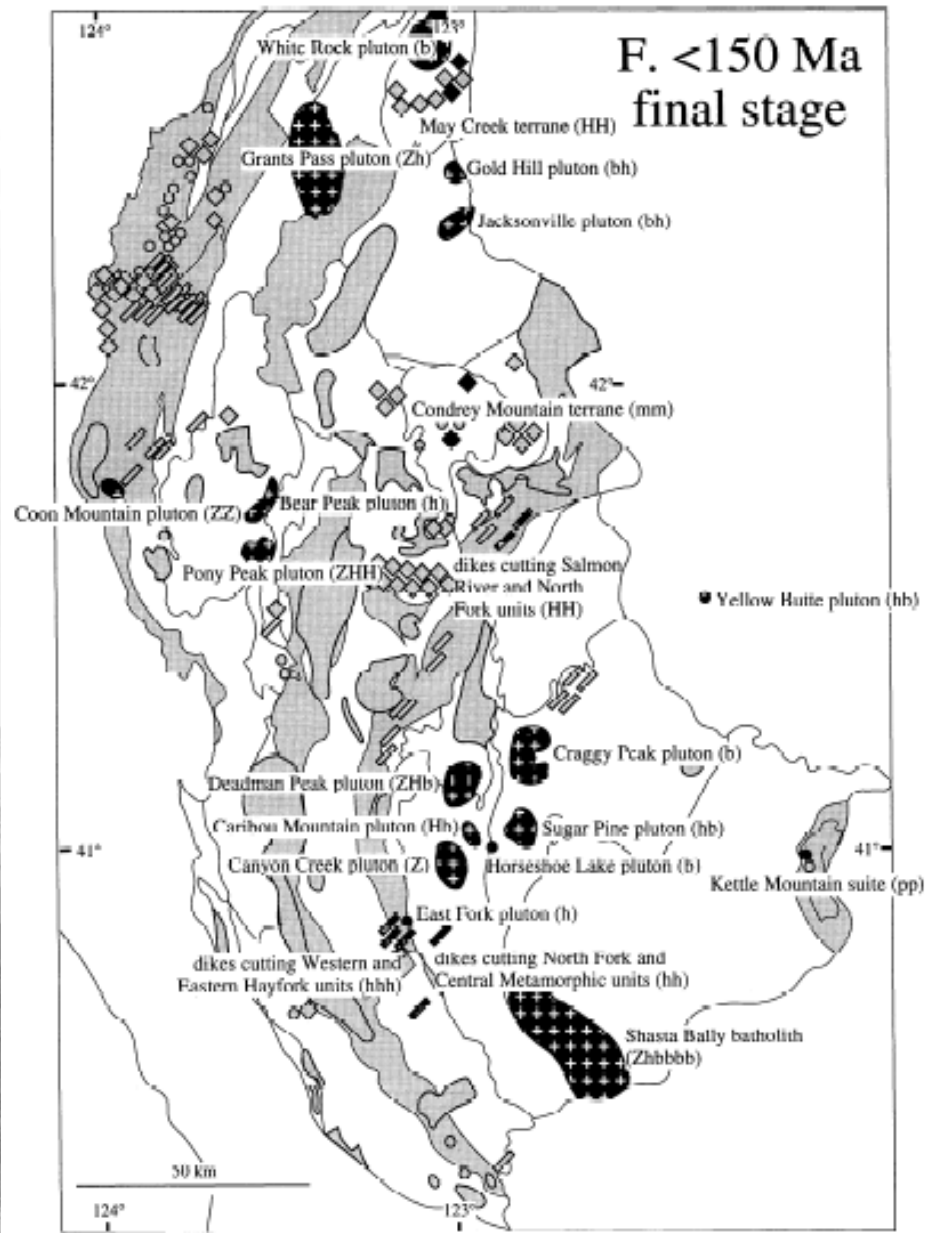 124°
123°
F. <150 Ma
final stage
White Rock pluton (b)
May Creek terrane (HH)
Grants Pass pluton (Zh)
Gold Hill pluton (bh)
Jacksonville pluton (bh)
42°
42°
Condrey Mountain terrane (mm)
Bear Peak pluton (h)
Coon Mountain pluton (ZZ)
Pony Peak pluton (ZHH)
dikes cutting Salmon
River and North
Fork units (HH)
Yellow Butte pluton (hb)
Craggy Peak pluton (b)
Deadman Peak pluton (ZHb)
Caribou Mountain pluton (Hb)
Sugar Pine pluton (hb)
41°
41°
Canyon Creek pluton (Z)
Horseshoe Lake pluton (b)
Kettle Mountain suite (pp)
East Fork pluton (h)
dikes cutting Western and
Eastern Hayfork units (hhh)
dikes cutting North Fork and
Central Metamorphic units (hh)
Shasta Bally batholith
(Zhbbbb)
50 km
124°
123°